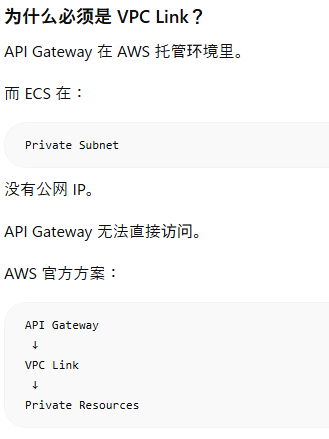 为什么必须是 VPC Link？
API Gateway 在 AWS 托管环境里。
而 ECS 在：
Private Subnet
没有公网 IP。
API Gateway 无法直接访问。
AWS 官方方案：
API Gateway
↓
VPC Link
↓
Private Resources